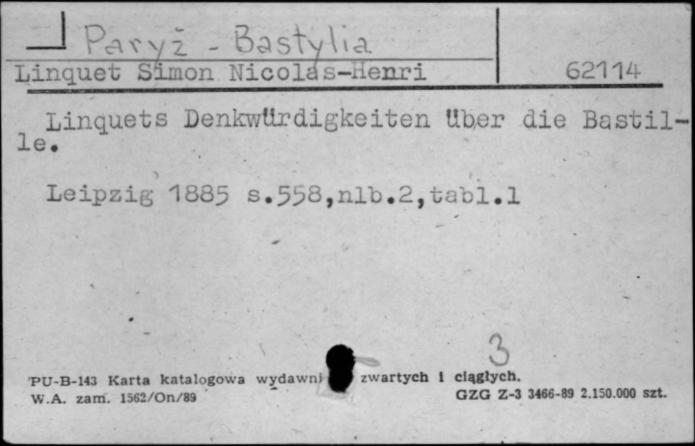 Paryż - Bastylia
Linquet Simon Nicolas-Henri 62114
Linquets Denkwürdigkeiten über die Bastil-
le.
Leipzig 1885 s.558,nlb.2,tabl.1
3
PU-B-143 Karta katalogowa wydawni zwartych i ciągłych.
W.A. zam. 1562/On/89 GZG Z-3 3466-89 2.150.000 szt.